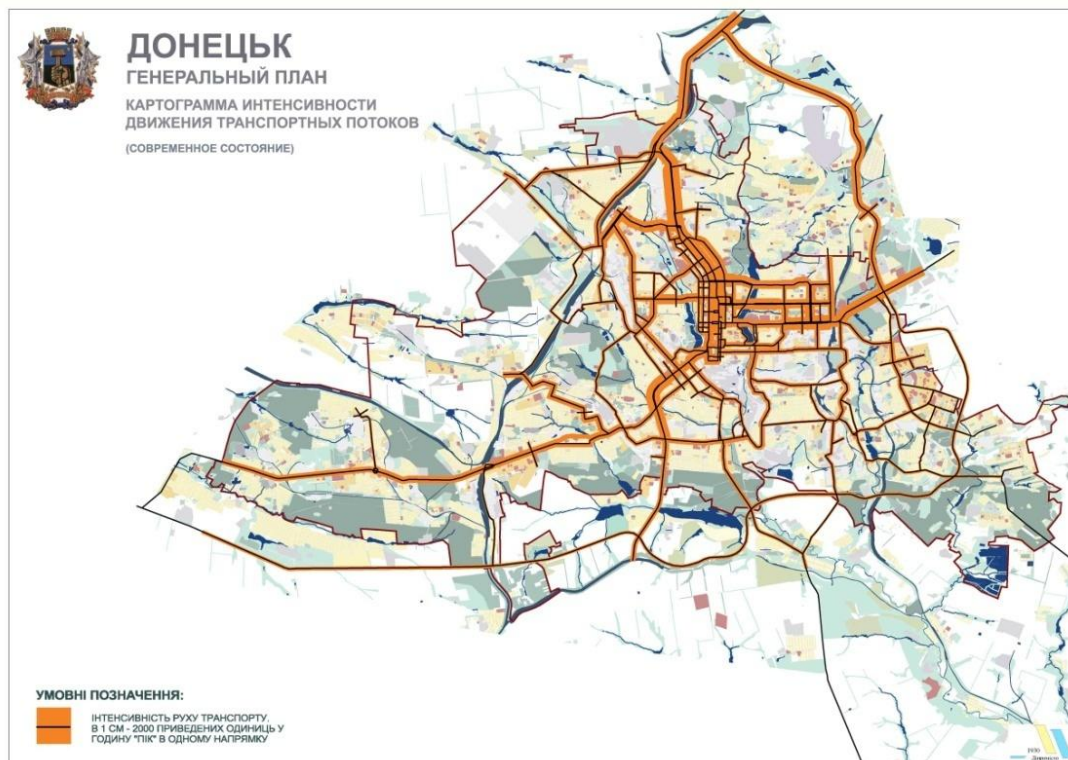 ДОНЕЦЬК
ГЕНЕРАЛЬНЫЙ ПЛАН
КАРТОГРАММА ИНТЕНСИВНОСТИ
ДВИЖЕНИЯ ТРАНСПОРТНЫХ ПОТОКОВ
(СОВРЕМЕННОЕ СОСТОЯНИЕ)
УМОВНІ ПОЗНАЧЕННЯ:
ІНТЕНСИВНІСТЬ РУХУ ТРАНСПОРТУ.
В 1 СМ - 2000 ПРИВЕДЕНИХ ОДИНИЦЬ У
ГОДИНУ "ПІК" В ОДНОМУ НАПРЯМКУ